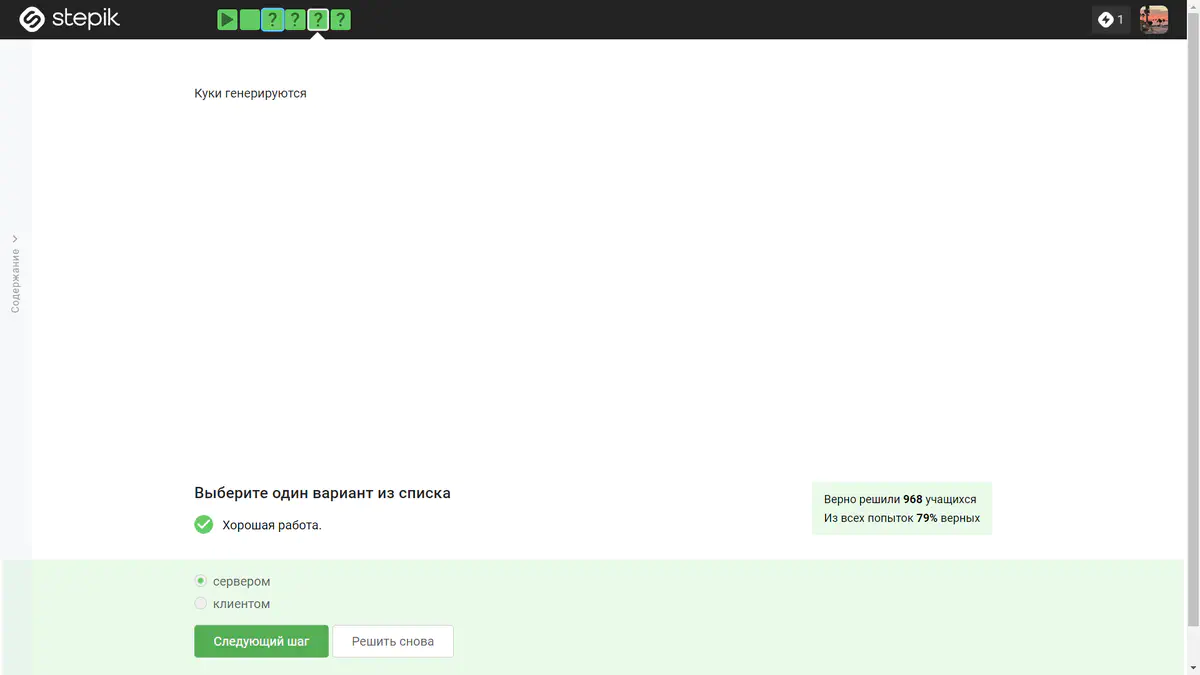 stepik
? ? ? ?
1
Куки генерируются
Содержание
Выберите один вариант из списка
Хорошая работа.
Верно решили 968 учащихся
Из всех попыток 79% верных
сервером
клиентом
Следующий шаг
Решить снова